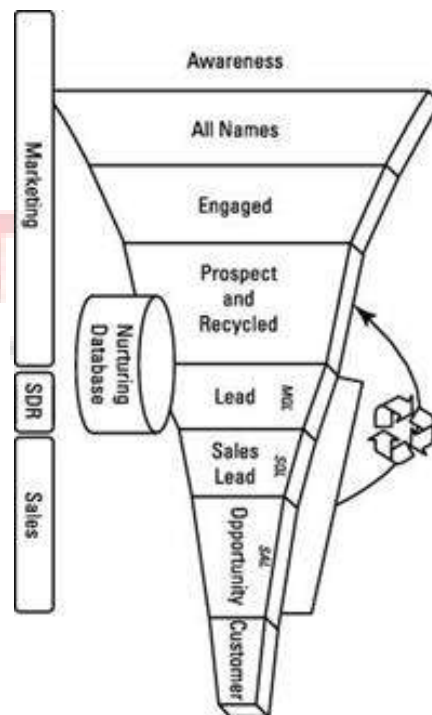 Awareness
All Names
Engaged
Prospect
and
Recycled
Lead
MQL
Sales
Lead
SQL
Opportunity
SAL
Customer
Marketing
SDR
Sales
Nurturing
Database